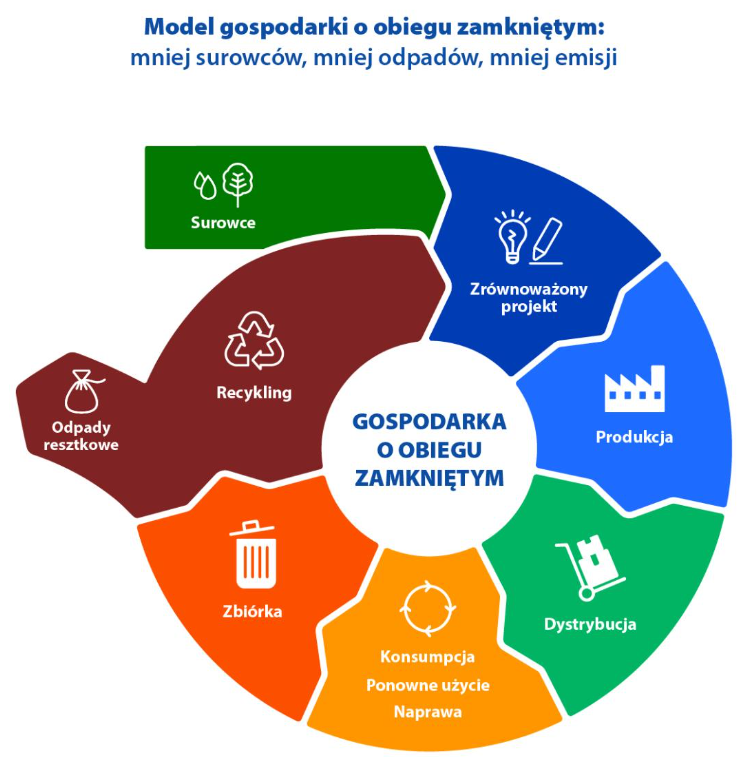 Model gospodarki o obiegu zamkniętym:
mniej surowców, mniej odpadów, mniej emisji
Surowce
Zrównoważony
projekt
Produkcja
Dystrybucja
Konsumpcja
Ponowne użycie
Naprawa
Zbiórka
Recykling
Odpady
resztkowe
GOSPODARKA
O OBIEGU
ZAMKNIĘTYM